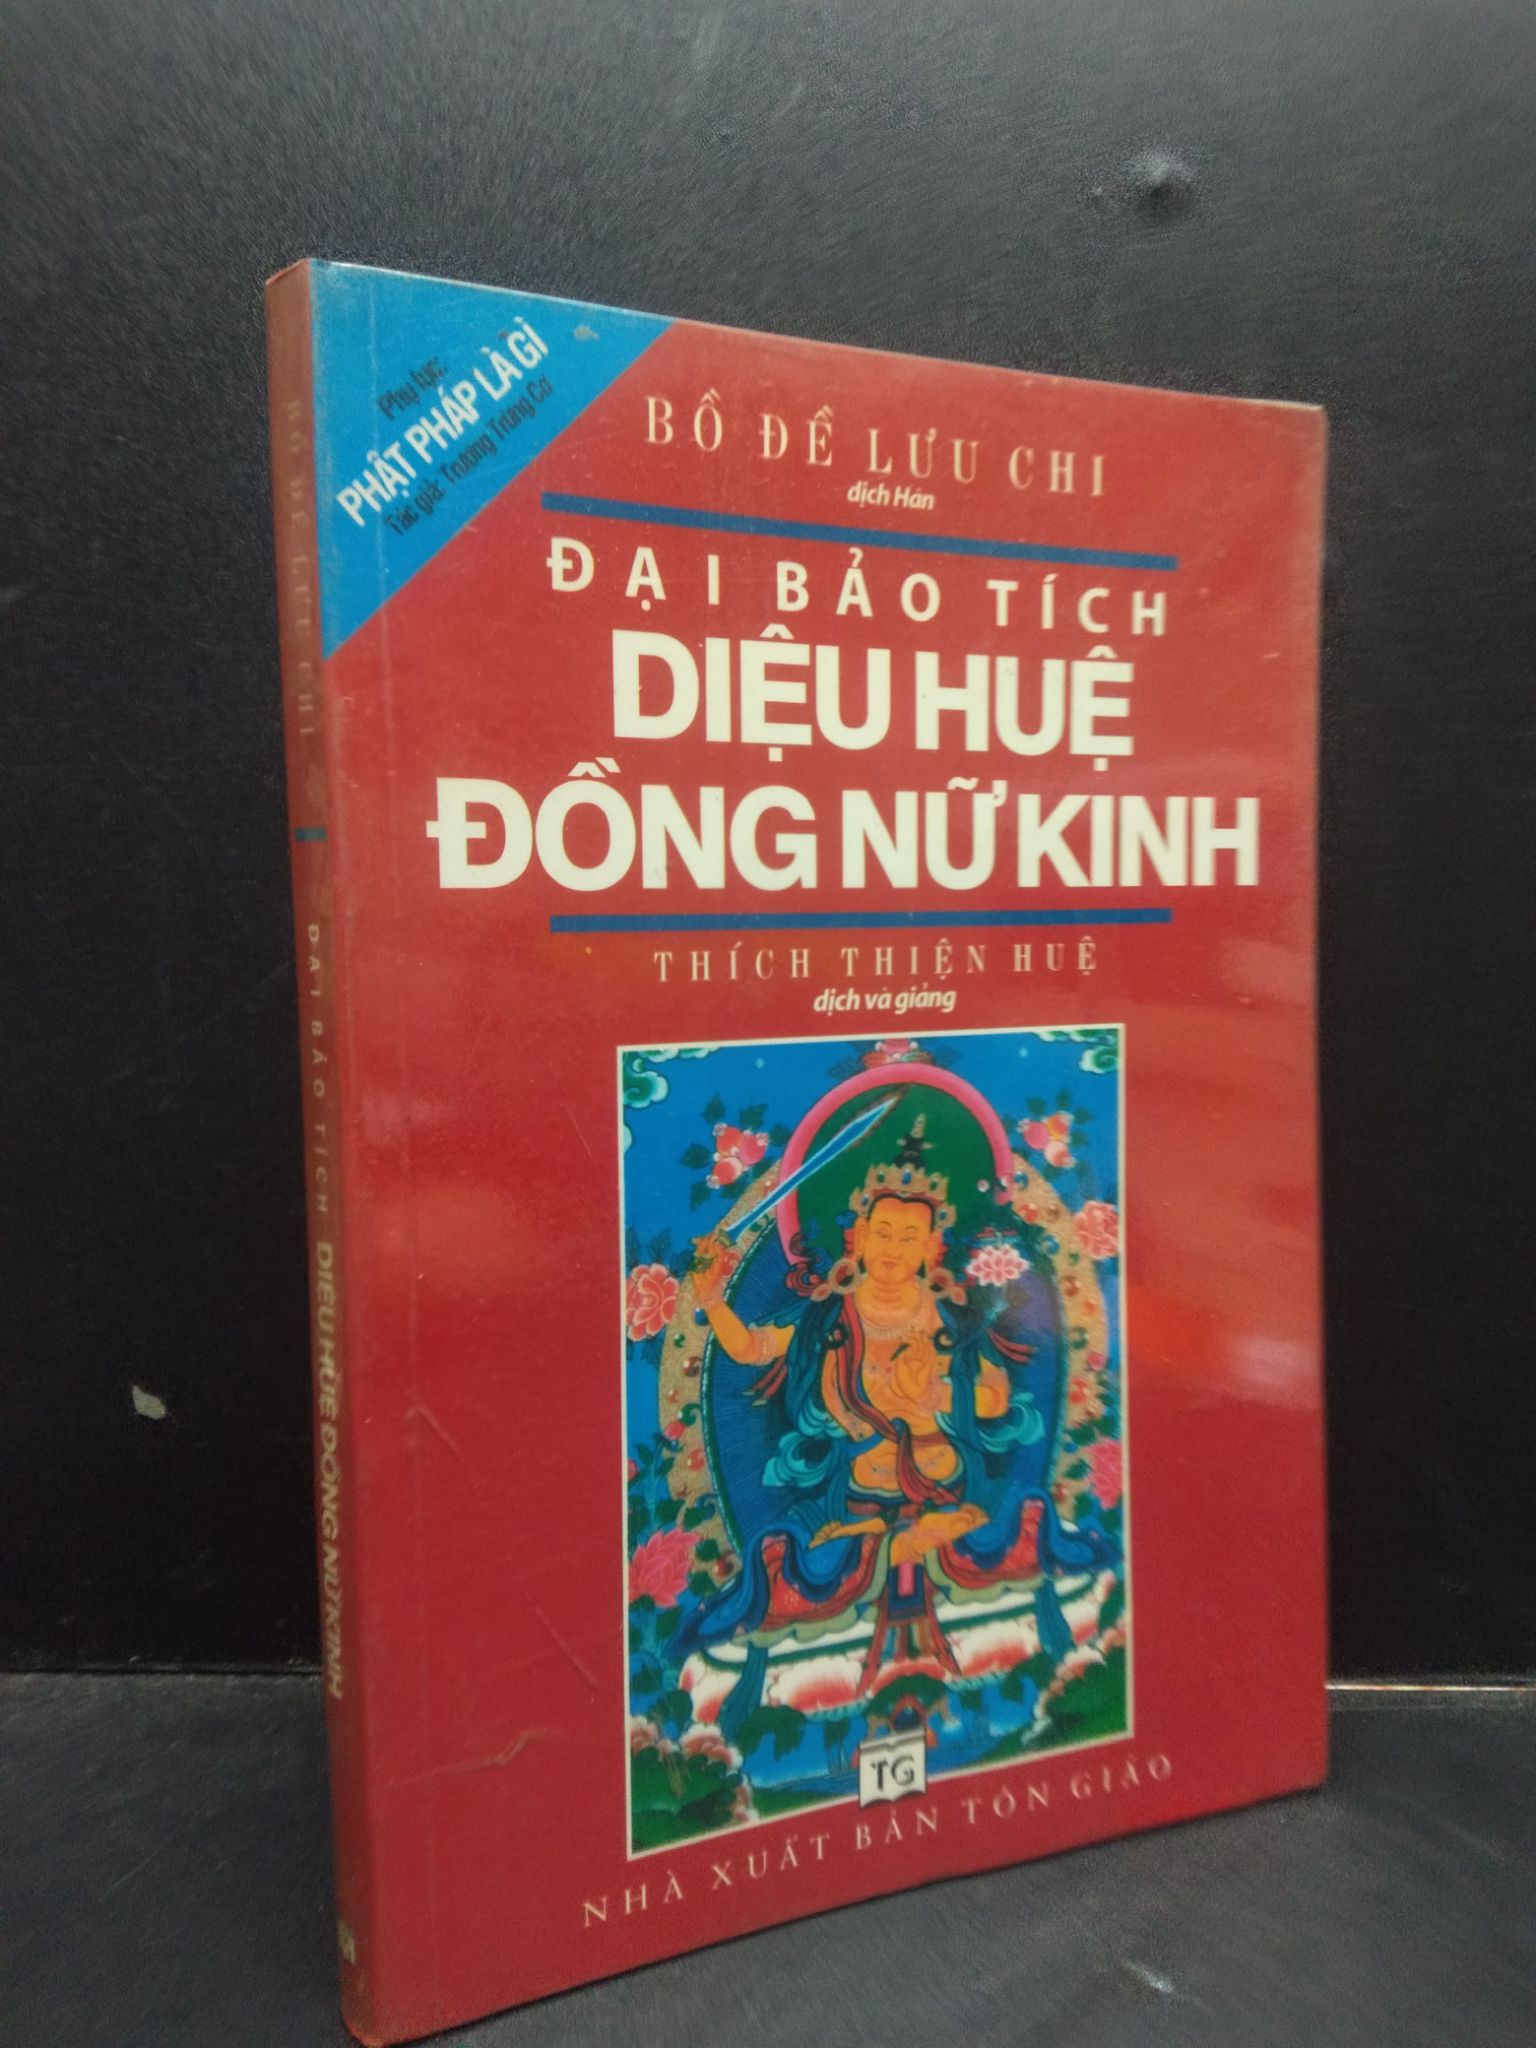 Phụ lục:
PHẬT PHÁP LÀ GÌ
Tác giả: Trương Trừng Cơ
BỒ ĐỀ LƯU CHI
dịch Hán
ĐẠI BẢO TÍCH
DIỆU HUỆ
ĐỒNG NỮ KINH
THÍCH THIỆN HUỆ
dịch và giảng
TG
NHÀ XUẤT BẢN TÔN GIÁO
BỒ ĐỀ LƯU CHI
ĐẠI BẢO TÍCH DIỆU HUỆ ĐỒNG NỮ KINH